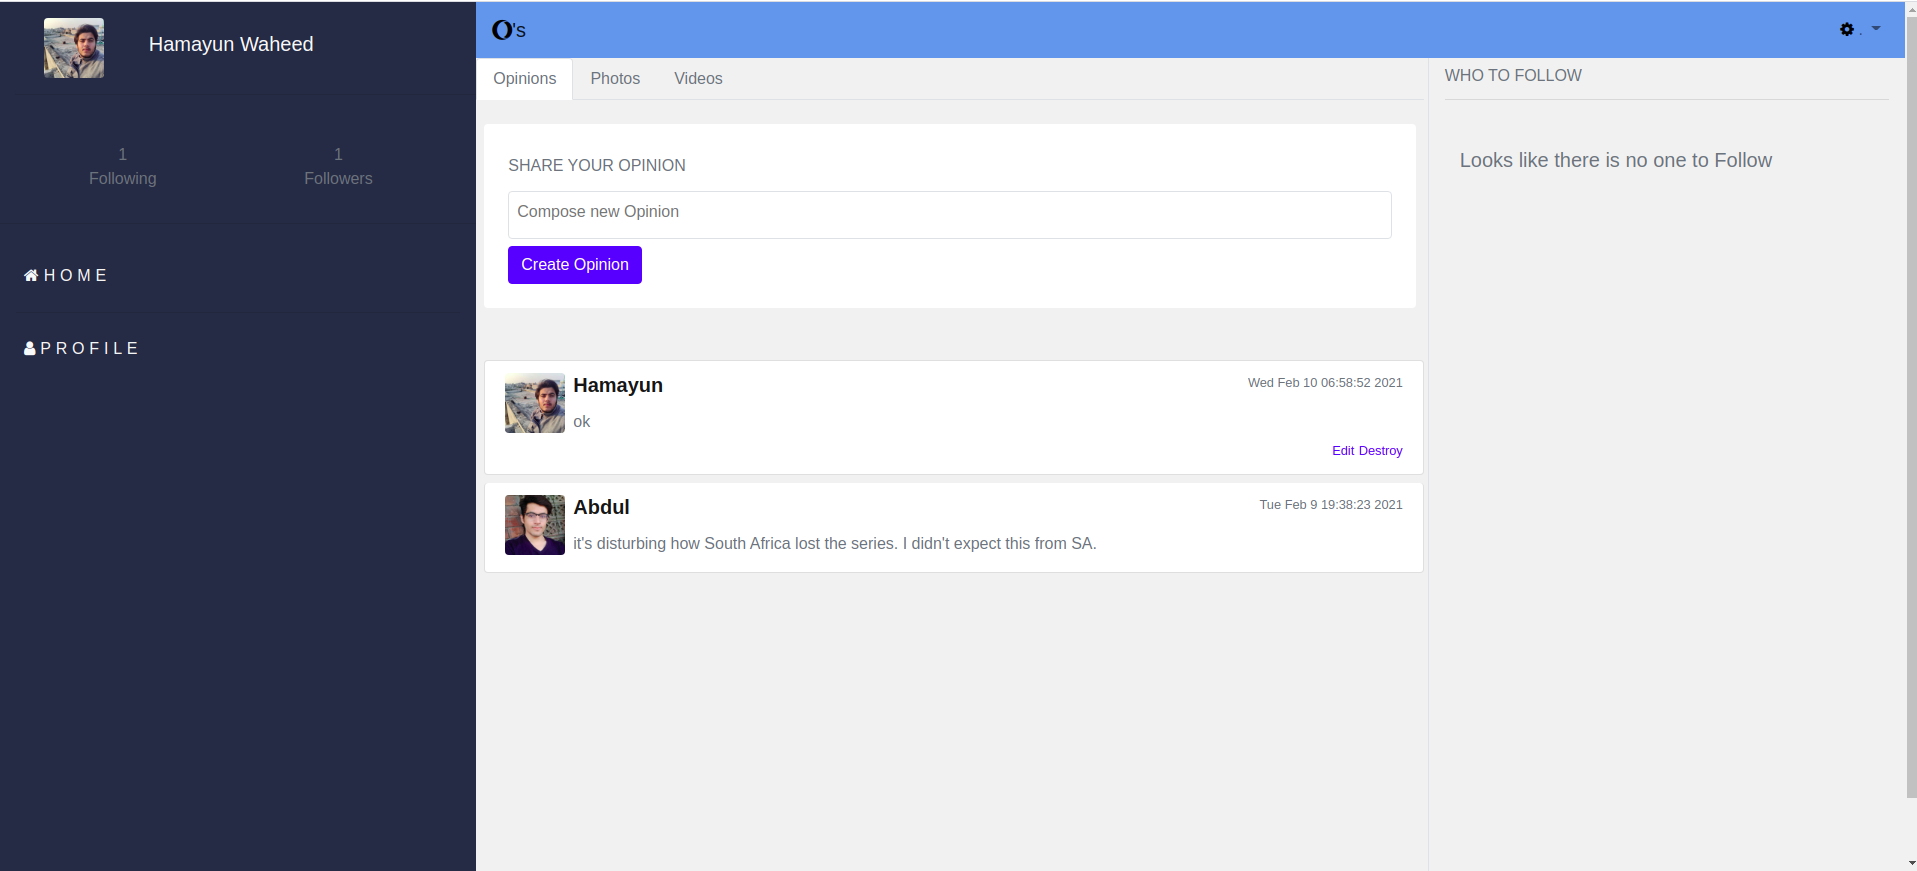 Hamayun Waheed
1 1
Following Followers
HOME
PROFILE
O's
Opinions Photos Videos
SHARE YOUR OPINION
Compose new Opinion
Create Opinion
Hamayun Wed Feb 10 06:58:52 2021
ok
Edit Destroy
Abdul Tue Feb 9 19:38:23 2021
it's disturbing how South Africa lost the series. I didn't expect this from SA.
WHO TO FOLLOW
Looks like there is no one to Follow